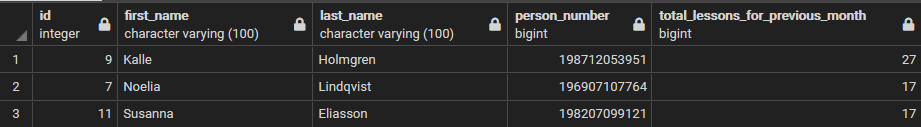 id first_name last_name person_number total_lessons_for_previous_month
integer character varying (100) character varying (100) bigint bigint
1 9 Kalle Holmgren 198712053951 27
2 7 Noelia Lindqvist 196907107764 17
3 11 Susanna Eliasson 198207099121 17